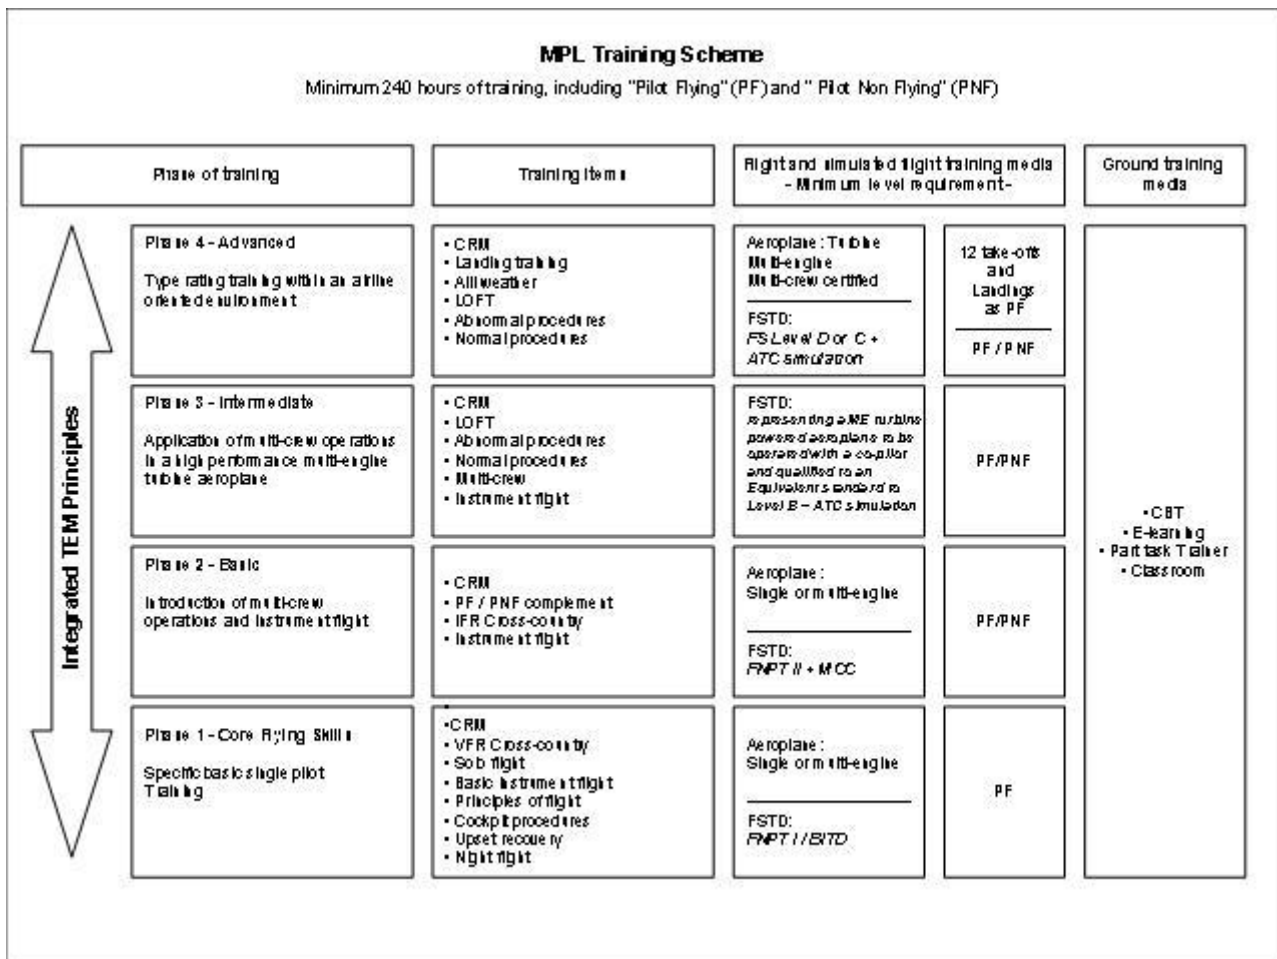 MPL Training Scheme
Minimum 240 hours of training, including "Pilot Flying" (PF) and " Pilot Non Flying" (PNF)
Phase of training
Training items
Flight and simulated flight training media
- Minimum level requirement -
Ground training
media
Integrated TEM Principles
Phase 4 - Advanced
Type rating training within an airline
oriented environment
• CRM
• Landing training
• All weather
• LOFT
• Abnormal procedures
• Normal procedures
Aeroplane : Turbine
Multi-engine
Multi-crew certified
FSTD:
FS Level D or C +
ATC simulation
12 take-offs
and
Landings
as PF
PF / PNF
Phase 3 - Intermediate
Application of multi-crew operations
in a high performance multi-engine
turbine aeroplane
• CRM
• LOFT
• Abnormal procedures
• Normal procedures
• Multi-crew
• Instrument flight
FSTD:
representing a ME turbine
powered aeroplane to be
operated with a co-pilot
and qualified to an
Equivalent standard to
Level B – ATC simulation
PF/PNF
Phase 2 - Basic
Introduction of multi-crew
operations and instrument flight
• CRM
• PF / PNF complement
• IFR Cross-country
• Instrument flight
Aeroplane :
Single or multi-engine
FSTD:
FNPT II + MCC
PF/PNF
Phase 1 - Core Flying Skills
Specific basic single pilot
Training
•
•CRM
• VFR Cross-country
• Solo flight
• Basic instrument flight
• Principles of flight
• Cockpit procedures
• Upset recovery
• Night flight
Aeroplane :
Single or multi-engine
FSTD:
FNPT I / BITD
PF
• CBT
• E-learning
• Part task Trainer
• Classroom